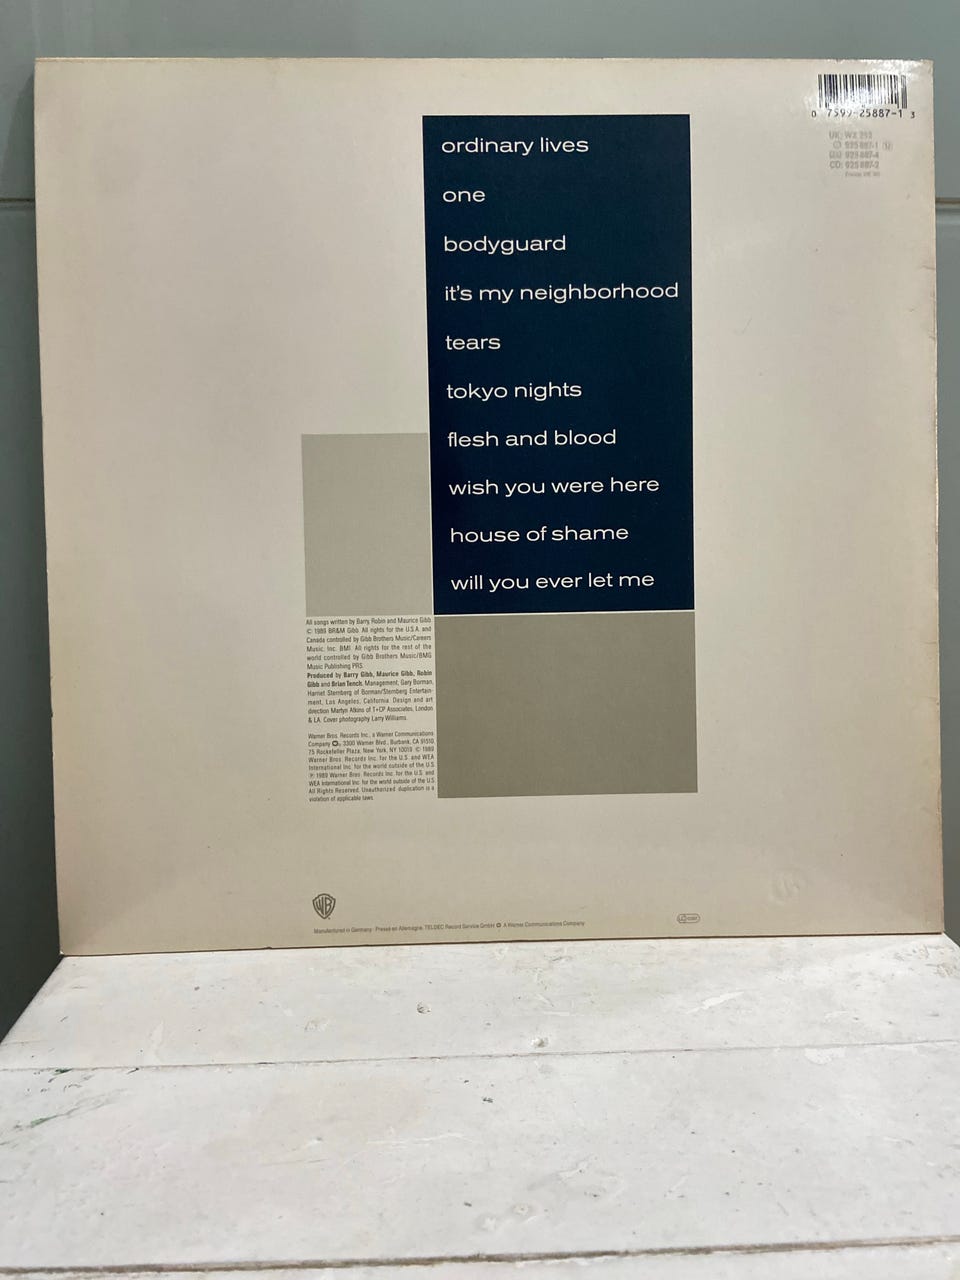 0 7599-25887-1 3
UK: WX 252
925 887-1
925 887-4
CD: 925 887-2
ordinary lives
one
bodyguard
it's my neighborhood
tears
tokyo nights
flesh and blood
wish you were here
house of shame
will you ever let me
All songs written by Barry, Robin and Maurice Gibb.
© 1989 BR&M Gibb. All rights for the U.S.A. and
Canada controlled by Gibb Brothers Music/Careers
Music, Inc. BMI. All rights for the rest of the
world controlled by Gibb Brothers Music/BMG
Music Publishing PRS.
Produced by Barry Gibb, Maurice Gibb, Robin
Gibb and Brian Tench. Management, Gary Borman,
Harriet Sternberg of Borman/Sternberg Entertain-
ment, Los Angeles, California. Design and art
direction Martyn Atkins of T+CP Associates, London
& LA. Cover photography Larry Williams.
Warner Bros. Records Inc., a Warner Communications
Company, 3300 Warner Blvd., Burbank, CA 91510,
75 Rockefeller Plaza, New York, NY 10019. © 1989
Warner Bros. Records Inc. for the U.S. and WEA
International Inc. for the world outside of the U.S.
℗ 1989 Warner Bros. Records Inc. for the U.S. and
WEA International Inc. for the world outside of the U.S.
All Rights Reserved. Unauthorized duplication is a
violation of applicable laws.
WB
Manufactured in Germany · Pressé en Allemagne, TELDEC Record Service GmbH A Warner Communications Company